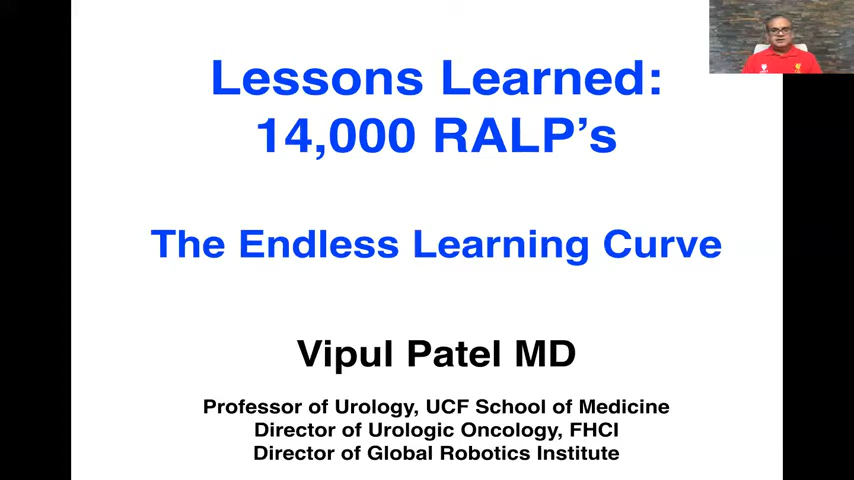 Lessons Learned:
14,000 RALP's
The Endless Learning Curve
Vipul Patel MD
Professor of Urology, UCF School of Medicine
Director of Urologic Oncology, FHCI
Director of Global Robotics Institute